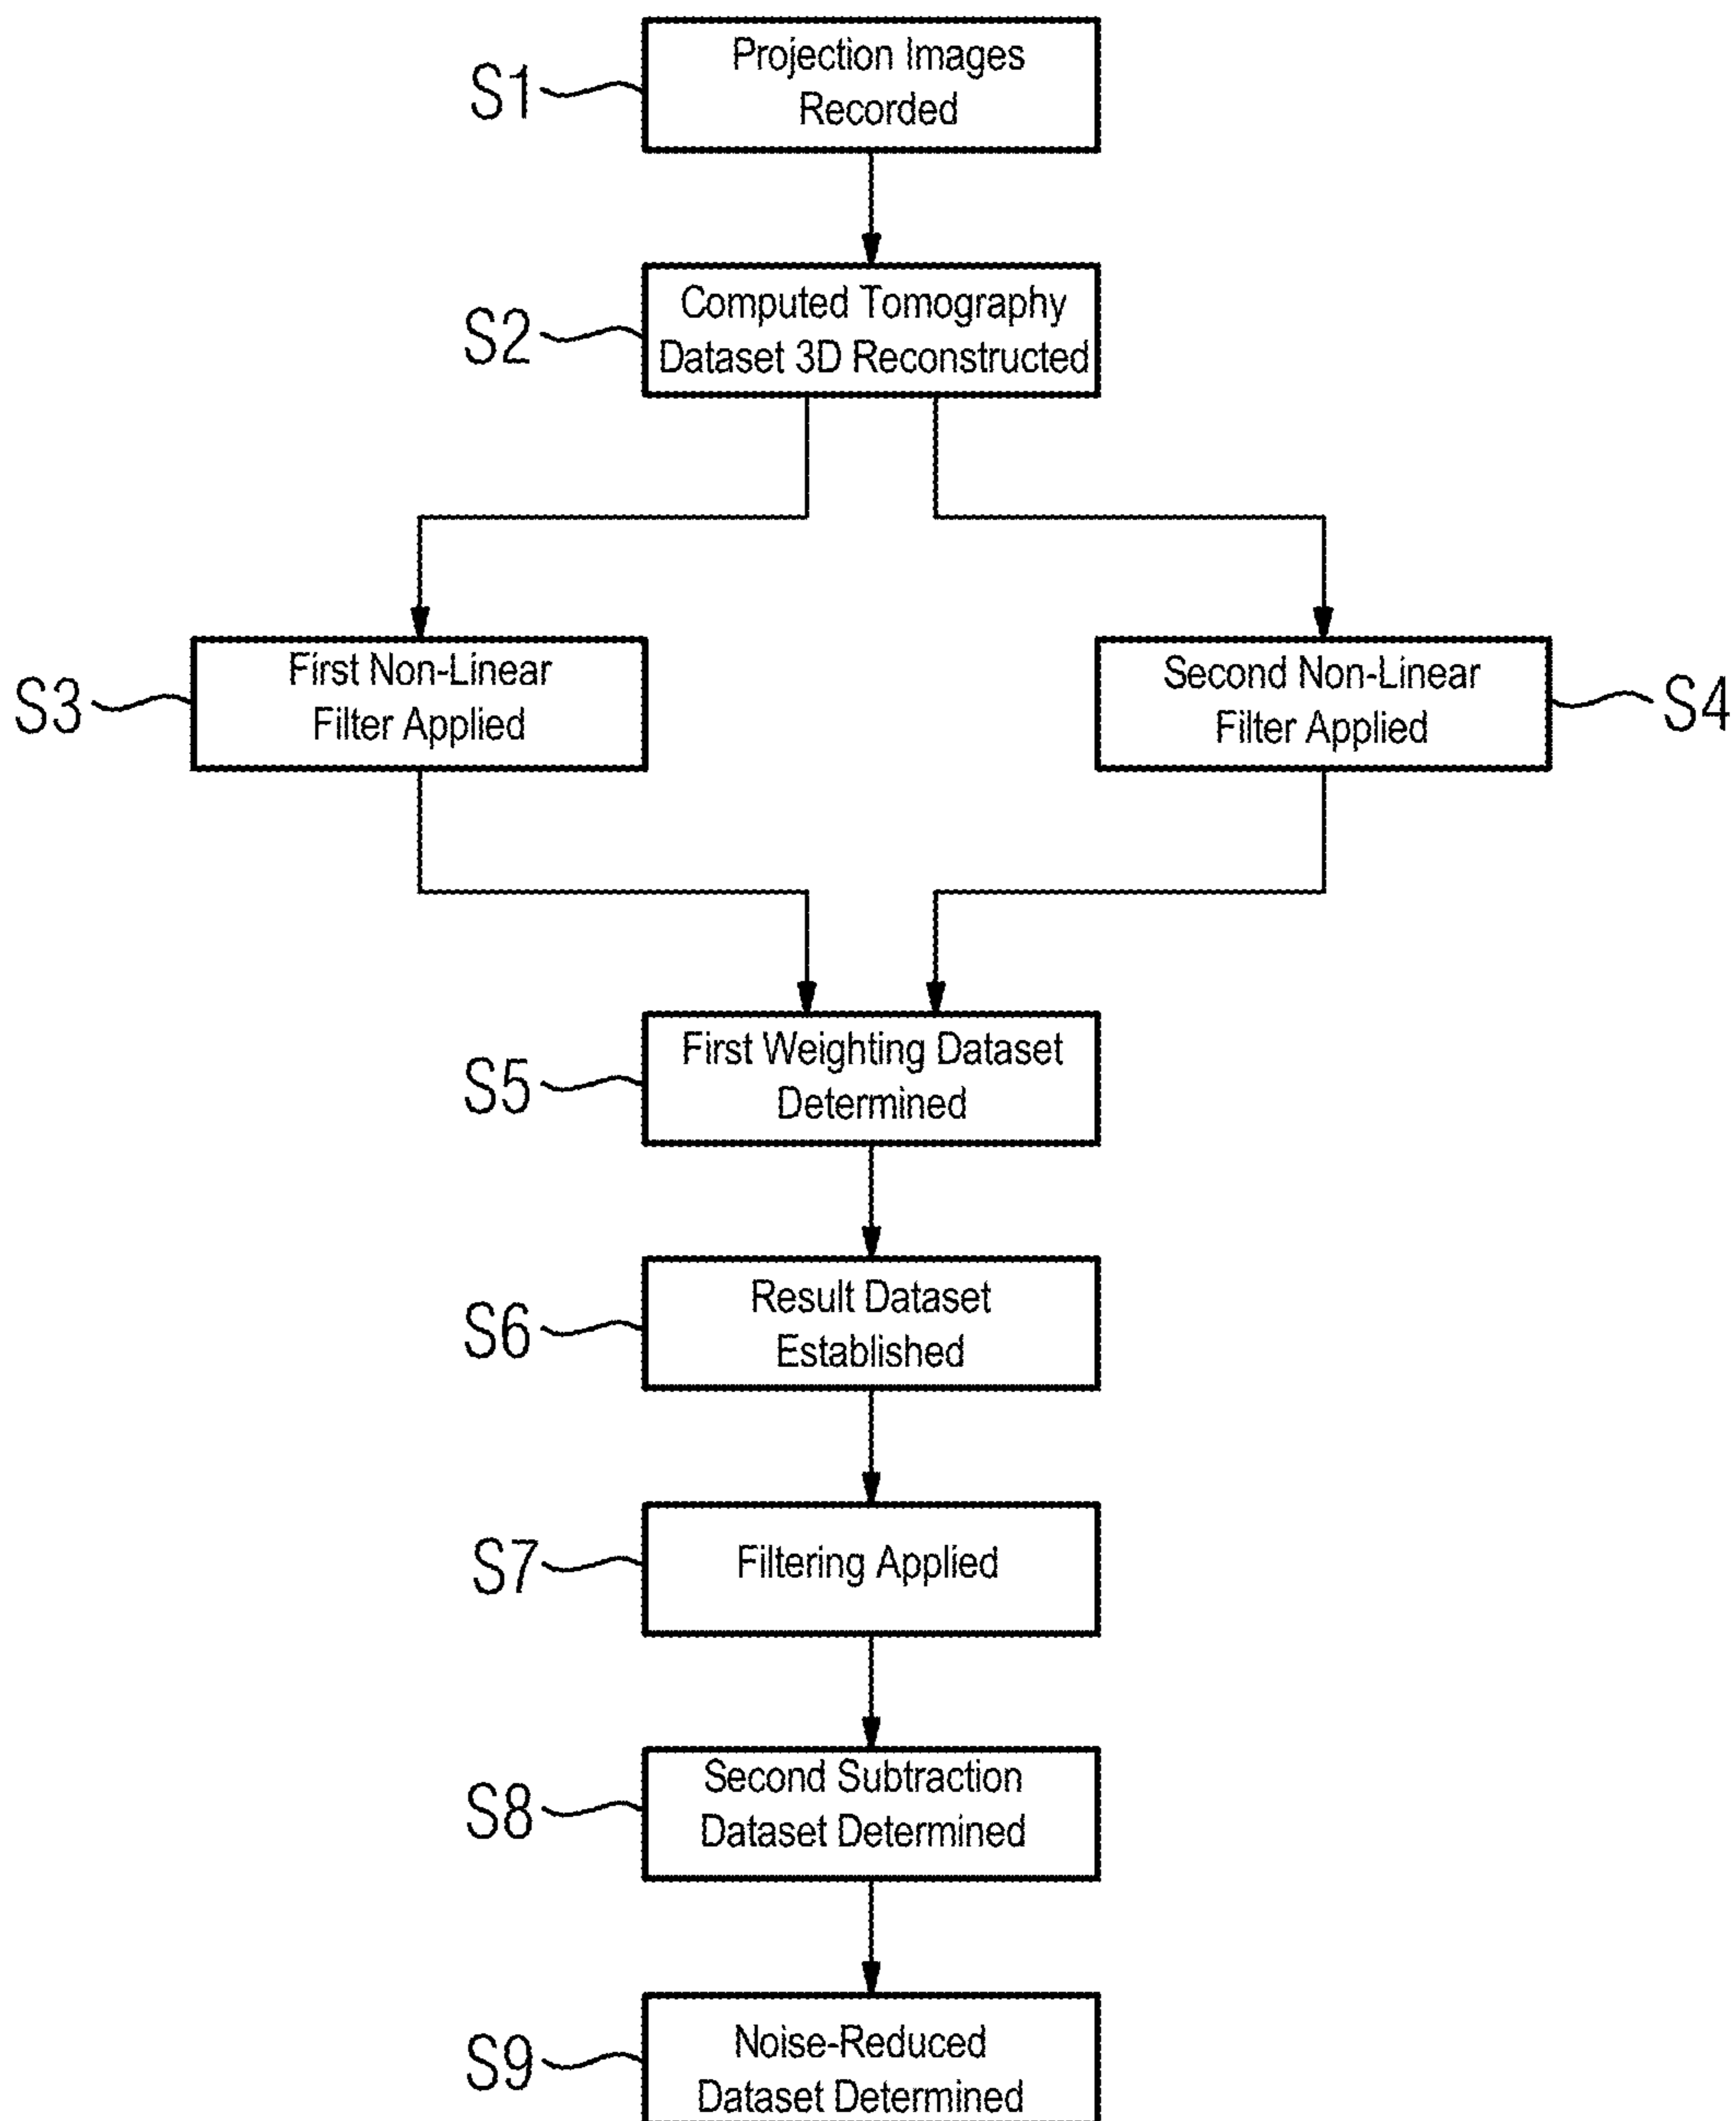 Projection Images
Recorded
S1
Computed Tomography
Dataset 3D Reconstructed
S2
First Non-Linear
Filter Applied
S3
Second Non-Linear
Filter Applied
S4
First Weighting Dataset
Determined
S5
Result Dataset
Established
S6
Filtering Applied
S7
Second Subtraction
Dataset Determined
S8
Noise-Reduced
Dataset Determined
S9